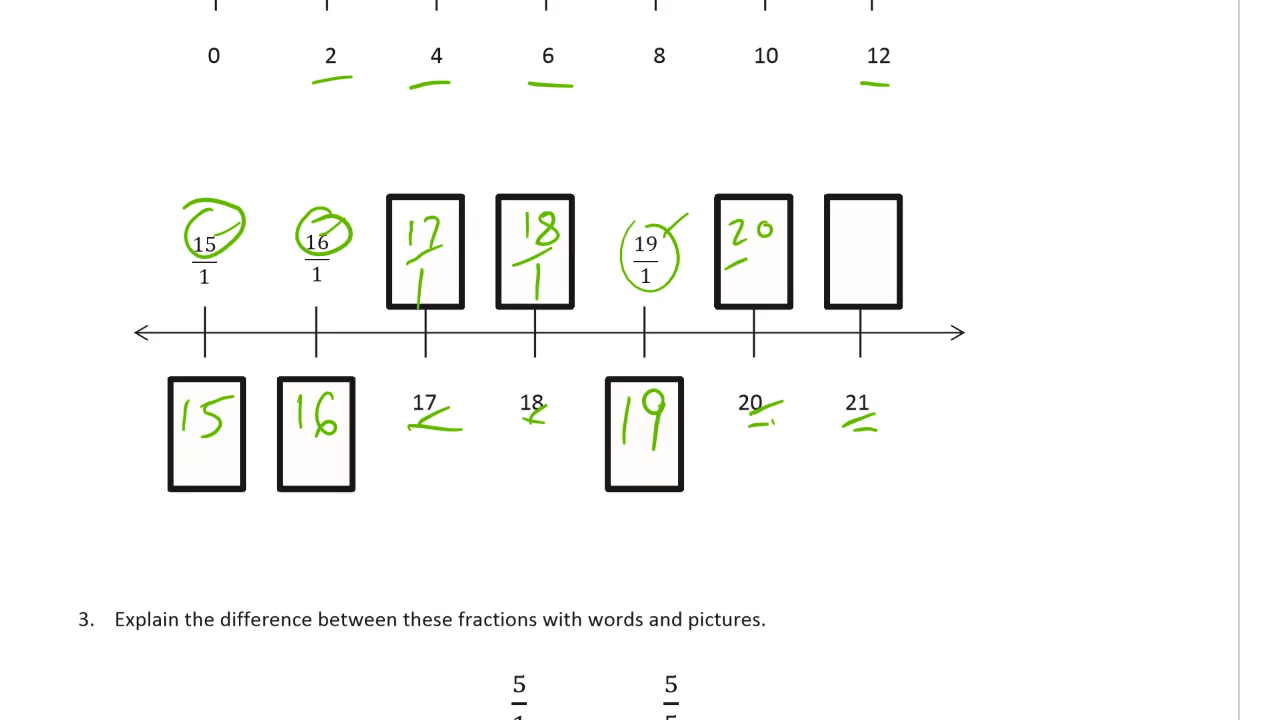 0 2 4 6 8 10 12
15/1 16/1 17/1 18/1 19/1 20
15 16 17 18 19 20 21
3. Explain the difference between these fractions with words and pictures.
5/1 5/5